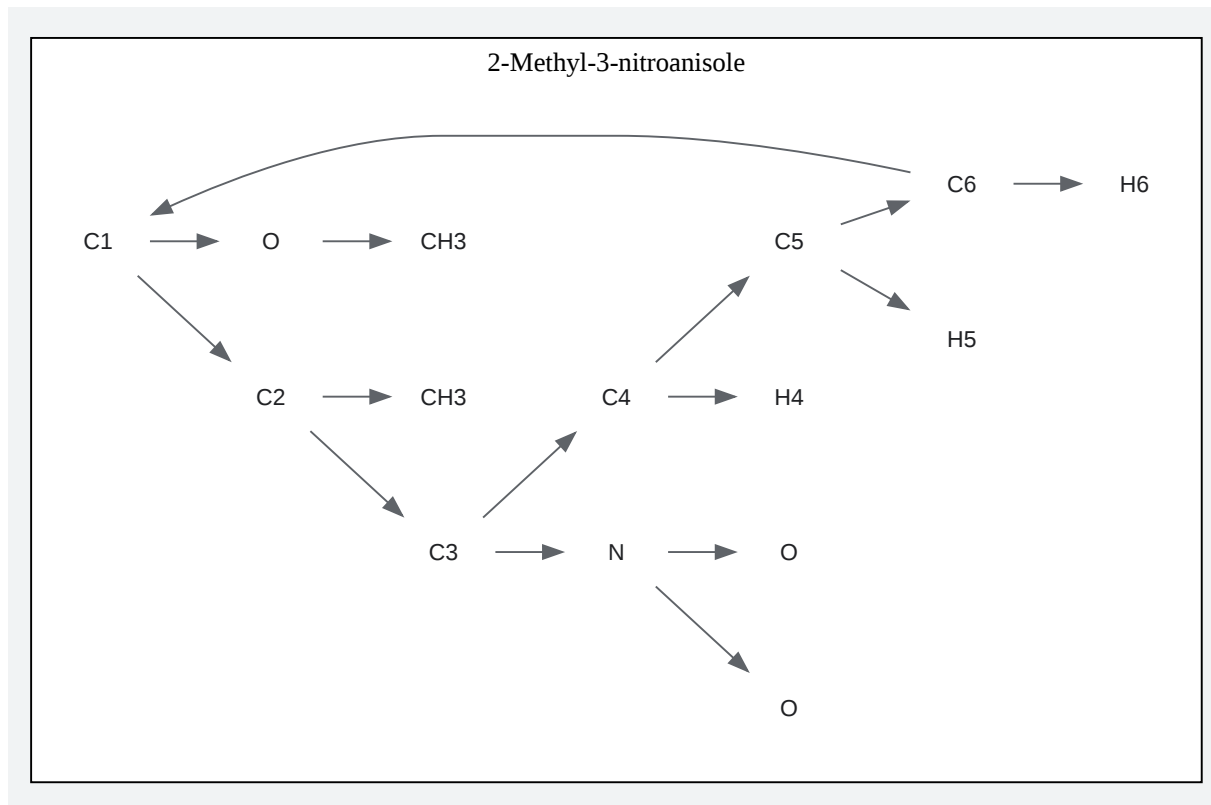 2-Methyl-3-nitroanisole
C6 H6
C1 O CH3 C5
H5
C2 CH3 C4 H4
C3 N O
O